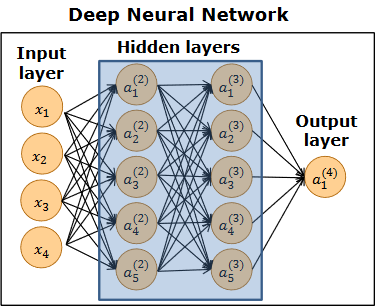 Deep Neural Network
Input
layer
Hidden layers
Output
layer
x₁
x₂
x₃
x₄
a₁⁽²⁾
a₂⁽²⁾
a₃⁽²⁾
a₄⁽²⁾
a₅⁽²⁾
a₁⁽³⁾
a₂⁽³⁾
a₃⁽³⁾
a₄⁽³⁾
a₅⁽³⁾
a₁⁽⁴⁾